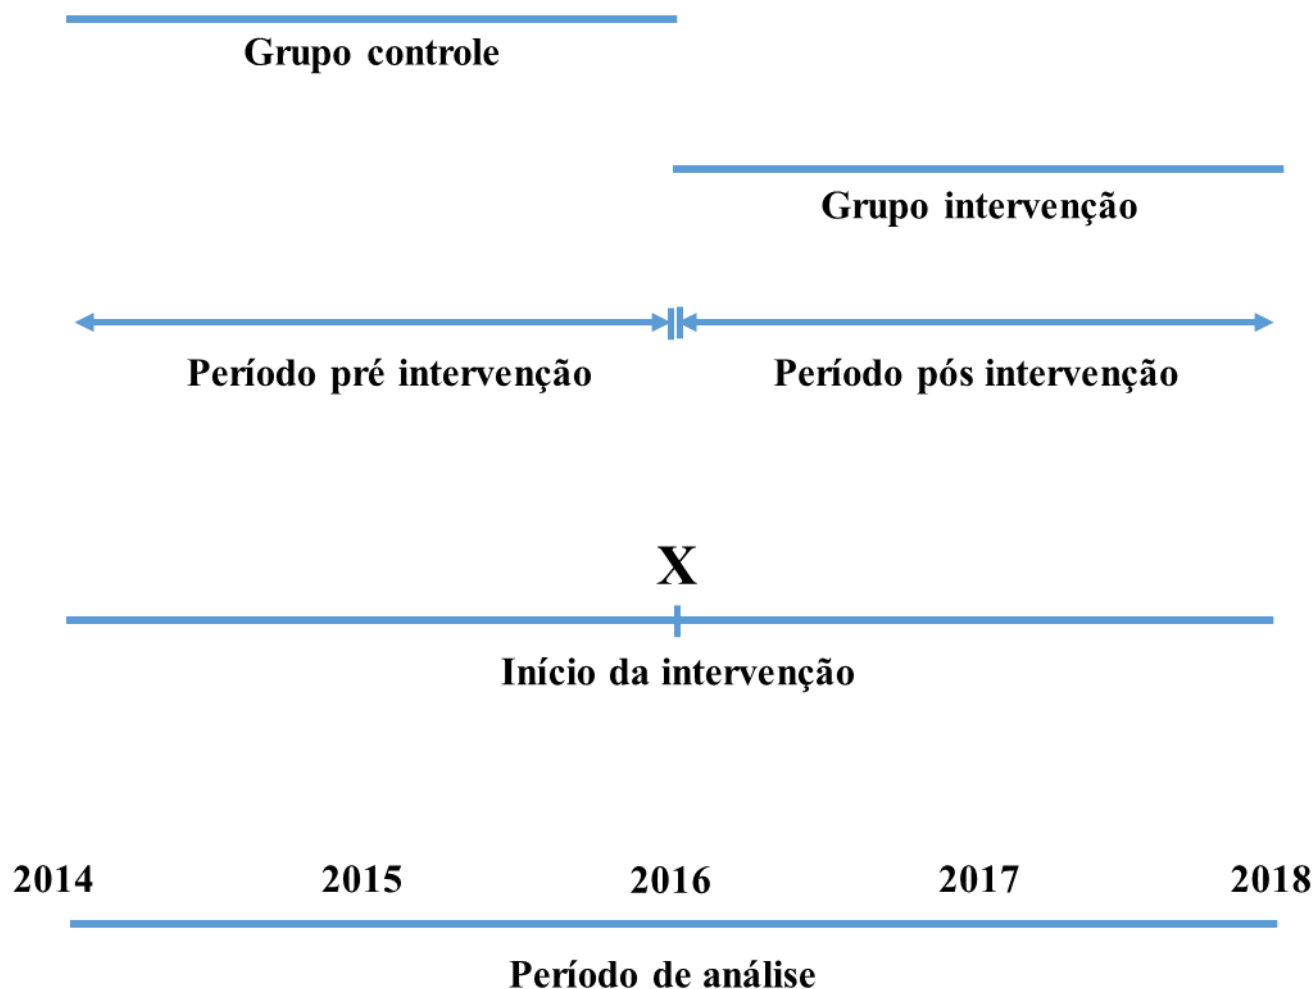 Grupo controle
Grupo intervenção
Período pré intervenção Período pós intervenção
X
Início da intervenção
2014 2015 2016 2017 2018
Período de análise